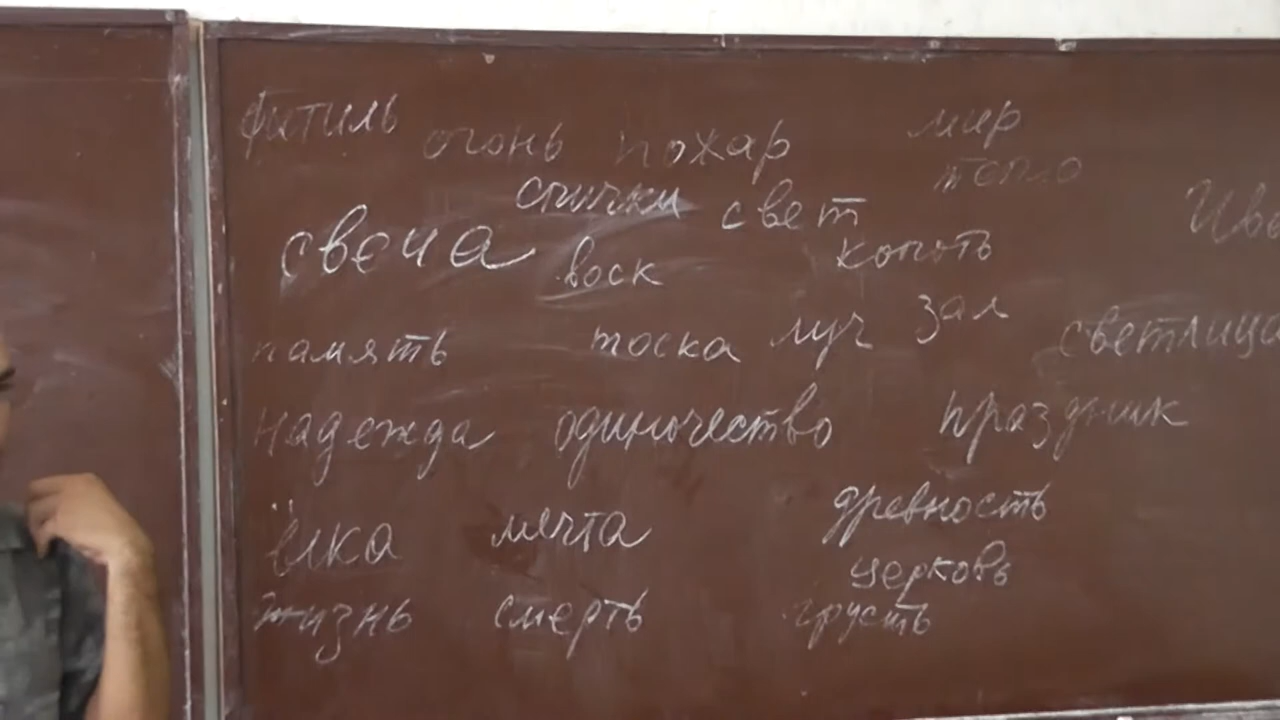 фитиль огонь пожар мир
тепло
спички свет
свеча воск копоть
память тоска луч зал светлица
надежда одиночество праздник
ёлка мячта древность
церковь
жизнь смерть грусть